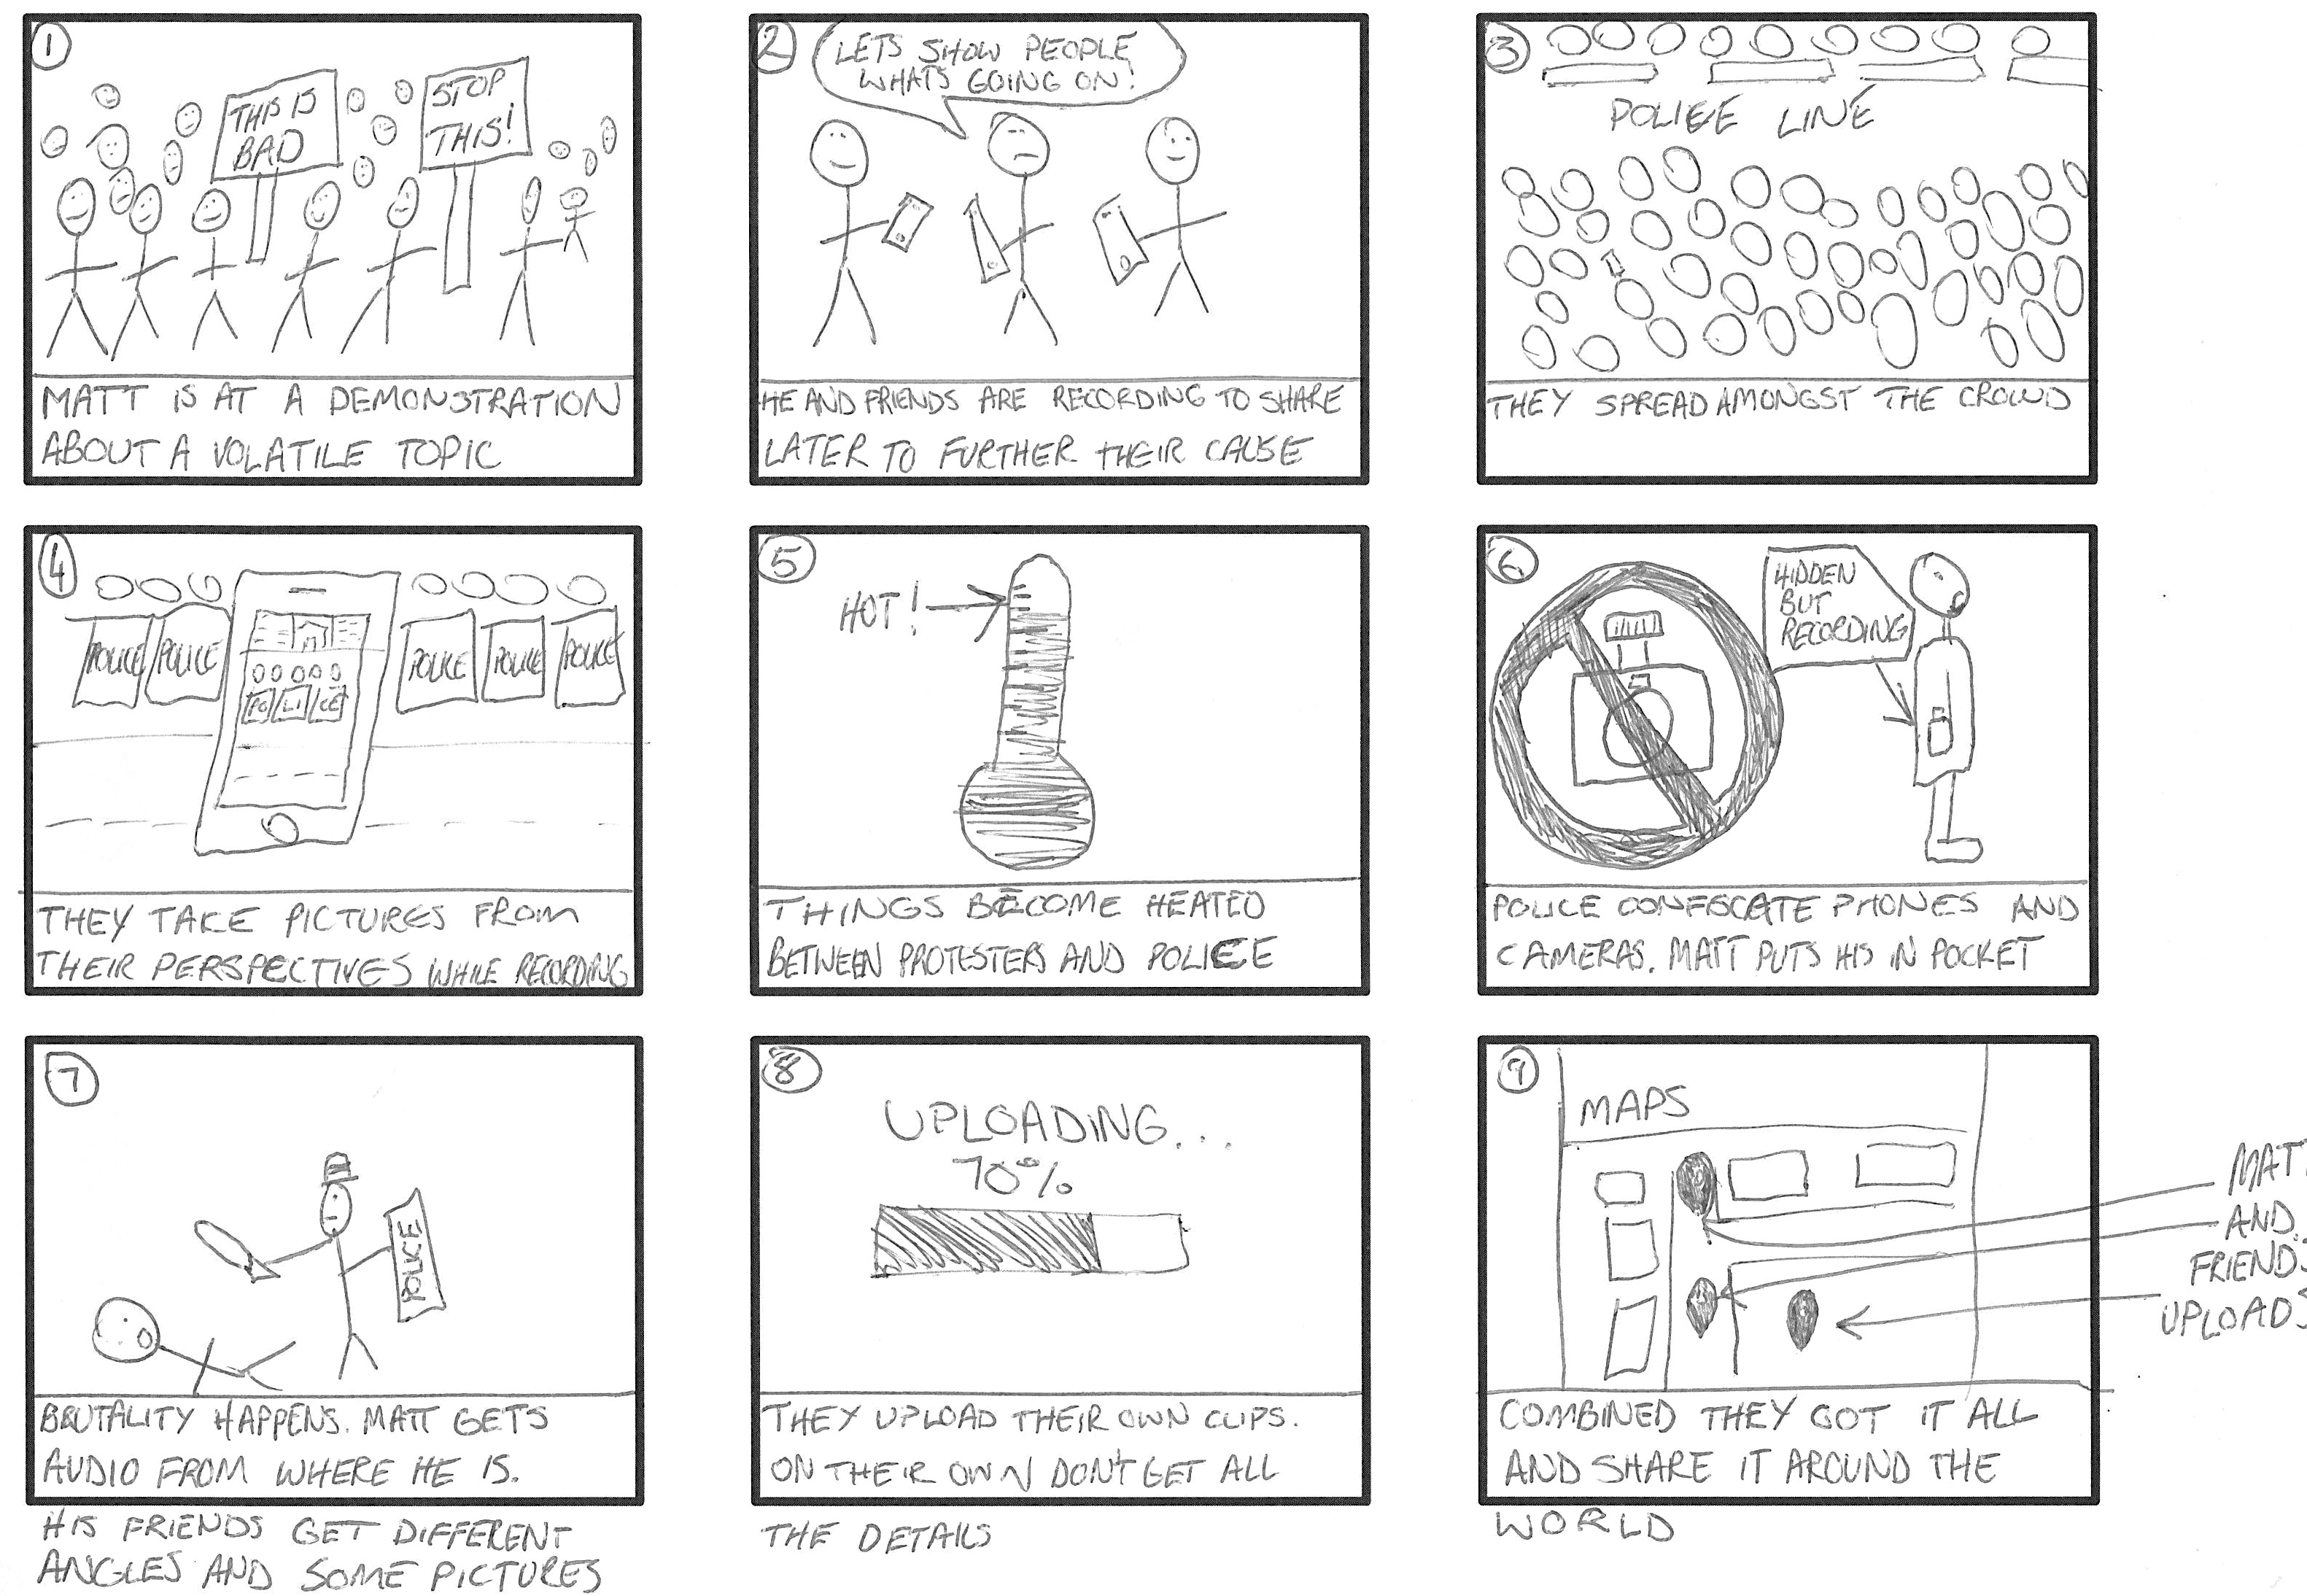 1
THIS IS
BAD
STOP
THIS!
MATT IS AT A DEMONSTRATION
ABOUT A VOLATILE TOPIC
2
LETS SHOW PEOPLE
WHATS GOING ON!
HE AND FRIENDS ARE RECORDING TO SHARE
LATER TO FURTHER THEIR CAUSE
3
POLICE LINE
THEY SPREAD AMONGST THE CROWD
4
POLICE
POLICE
PO LI CE
POLICE
POLICE
POLICE
THEY TAKE PICTURES FROM
THEIR PERSPECTIVES WHILE RECORDING
5
HOT!
THINGS BECOME HEATED
BETWEEN PROTESTERS AND POLICE
6
HIDDEN
BUT
RECORDING
POLICE CONFISCATE PHONES AND
CAMERAS. MATT PUTS HIS IN POCKET
7
POLICE
BRUTALITY HAPPENS. MATT GETS
AUDIO FROM WHERE HE IS.
HIS FRIENDS GET DIFFERENT
ANGLES AND SOME PICTURES
8
UPLOADING...
70%
THEY UPLOAD THEIR OWN CLIPS.
ON THEIR OWN DON'T GET ALL
THE DETAILS
9
MAPS
MATT
AND
FRIENDS
UPLOADS
COMBINED THEY GOT IT ALL
AND SHARE IT AROUND THE
WORLD